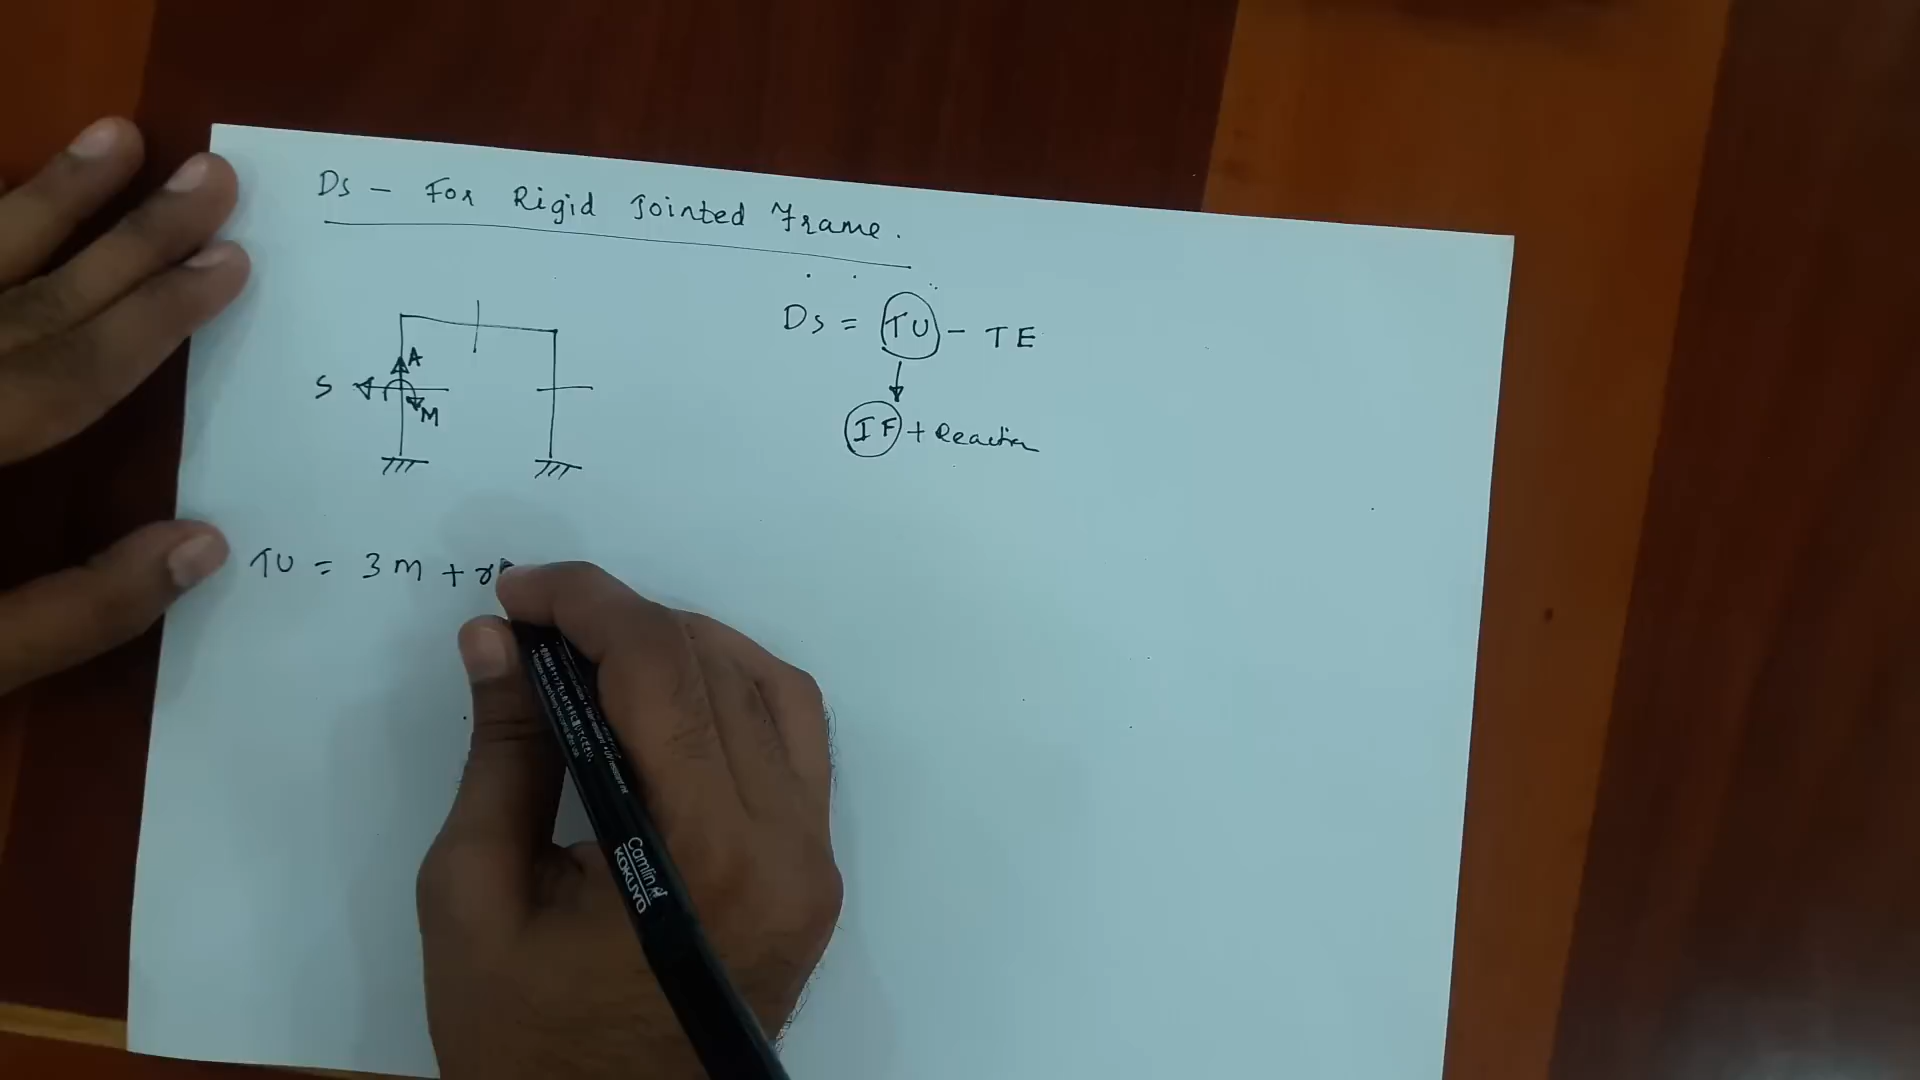 Ds - For Rigid Jointed Frame.
Ds = TU - TE
A
S
M
IF + Reaction
TU = 3m + r
Camlin
KOKUYO